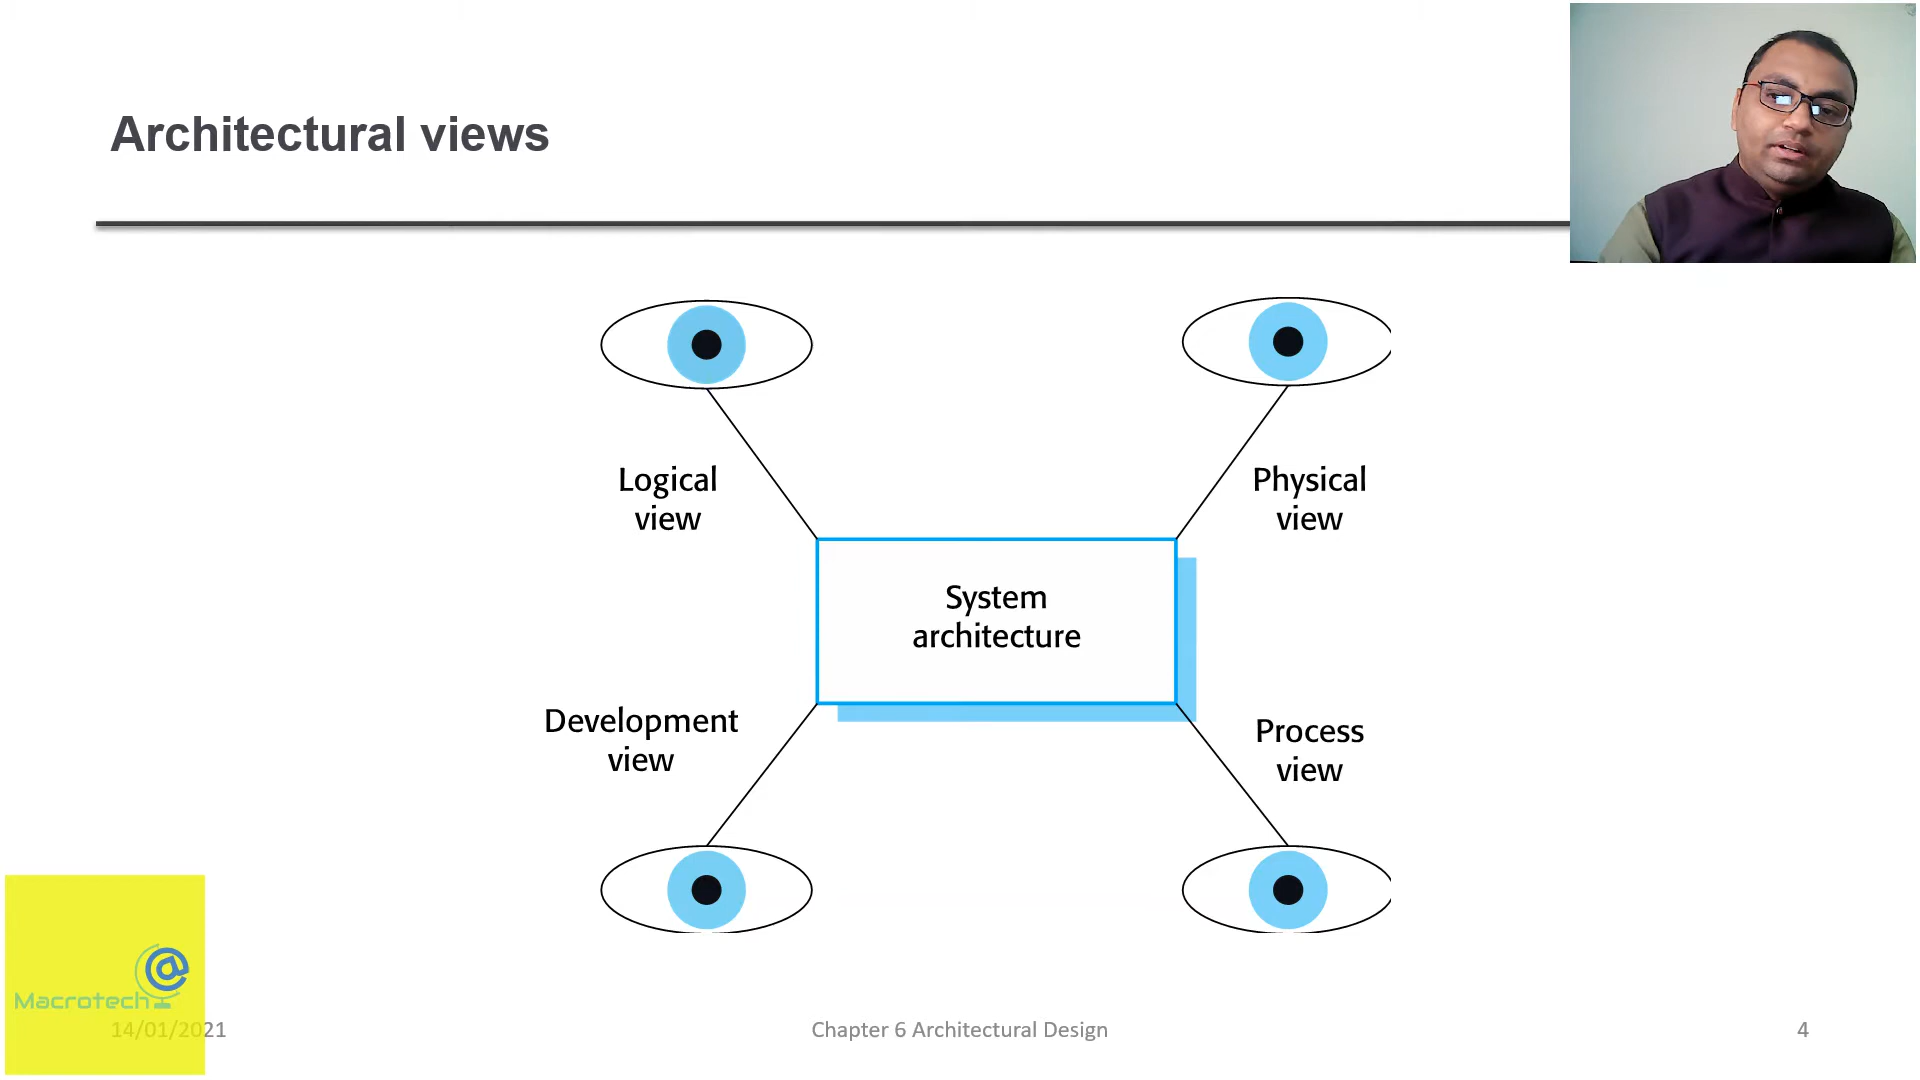 Architectural views
Logical
view
Physical
view
System
architecture
Development
view
Process
view
@
Macrotech
14/01/2021
Chapter 6 Architectural Design
4